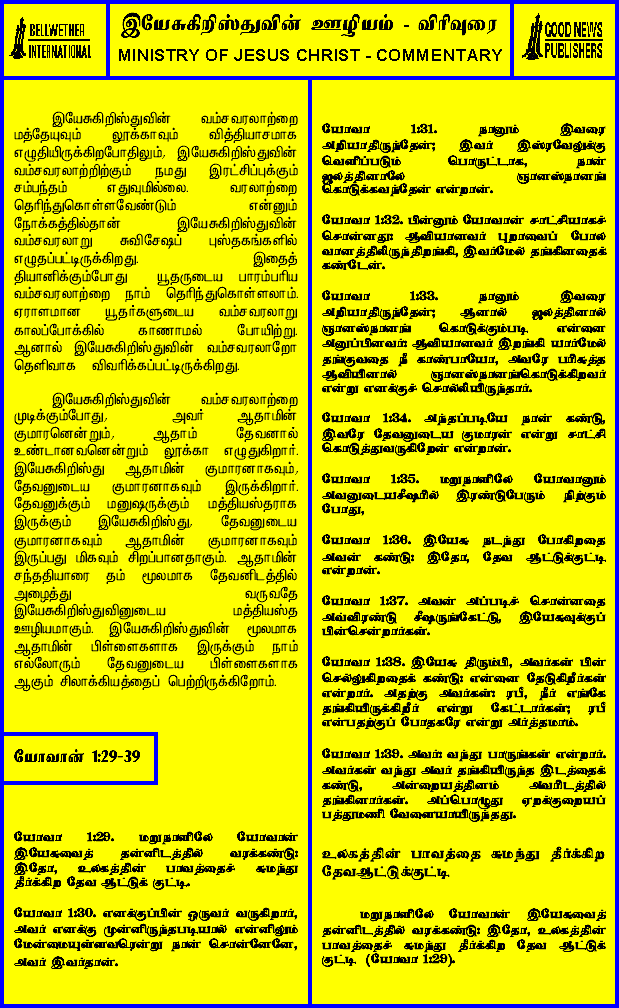 BELLWETHER
INTERNATIONAL
இயேசுகிறிஸ்துவின் ஊழியம் - விரிவுரை
MINISTRY OF JESUS CHRIST - COMMENTARY
GOOD NEWS
PUBLISHERS
இயேசுகிறிஸ்துவின் வம்சவரலாற்றை
மத்தேயுவும் லூக்காவும் வித்தியாசமாக
எழுதியிருக்கிறபோதிலும், இயேசுகிறிஸ்துவின்
வம்சவரலாற்றிற்கும் நமது இரட்சிப்புக்கும்
சம்பந்தம் எதுவுமில்லை. வரலாற்றை
தெரிந்துகொள்ளவேண்டும் என்னும்
நோக்கத்தில்தான் இயேசுகிறிஸ்துவின்
வம்சவரலாறு சுவிசேஷப் புஸ்தகங்களில்
எழுதப்பட்டிருக்கிறது. இதைத்
தியானிக்கும்போது யூதருடைய பாரம்பரிய
வம்சவரலாற்றை நாம் தெரிந்துகொள்ளலாம்.
ஏராளமான யூதர்களுடைய வம்சவரலாறு
காலப்போக்கில் காணாமல் போயிற்று.
ஆனால் இயேசுகிறிஸ்துவின் வம்சவரலாறோ
தெளிவாக விவரிக்கப்பட்டிருக்கிறது.
இயேசுகிறிஸ்துவின் வம்சவரலாற்றை
முடிக்கும்போது, அவர் ஆதாமின்
குமாரனென்றும், ஆதாம் தேவனால்
உண்டானவனென்றும் லூக்கா எழுதுகிறார்.
இயேசுகிறிஸ்து ஆதாமின் குமாரனாகவும்,
தேவனுடைய குமாரனாகவும் இருக்கிறார்.
தேவனுக்கும் மனுஷருக்கும் மத்தியஸ்தராக
இருக்கும் இயேசுகிறிஸ்து, தேவனுடைய
குமாரனாகவும் ஆதாமின் குமாரனாகவும்
இருப்பது மிகவும் சிறப்பானதாகும். ஆதாமின்
சந்ததியாரை தம் மூலமாக தேவனிடத்தில்
அழைத்து வருவதே
இயேசுகிறிஸ்துவினுடைய மத்தியஸ்த
ஊழியமாகும். இயேசுகிறிஸ்துவின் மூலமாக
ஆதாமின் பிள்ளைகளாக இருக்கும் நாம்
எல்லோரும் தேவனுடைய பிள்ளைகளாக
ஆகும் சிலாக்கியத்தைப் பெற்றிருக்கிறோம்.
யோவான் 1:29-39
யோவா 1:29. மறுநாளிலே யோவான்
இயேசுவைத் தன்னிடத்தில் வரக்கண்டு:
இதோ, உலகத்தின் பாவத்தைச் சுமந்து
தீர்க்கிற தேவ ஆட்டுக் குட்டி.
யோவா 1:30. எனக்குப்பின் ஒருவர் வருகிறார்,
அவர் எனக்கு முன்னிருந்தபடியால் என்னிலும்
மேன்மையுள்ளவரென்று நான் சொன்னேனே,
அவர் இவர்தான்.
யோவா 1:31. நானும் இவரை
அறியாதிருந்தேன்; இவர் இஸ்ரவேலுக்கு
வெளிப்படும் பொருட்டாக, நான்
ஜலத்தினாலே ஞானஸ்நானங்
கொடுக்கவந்தேன் என்றான்.
யோவா 1:32. பின்னும் யோவான் சாட்சியாகச்
சொன்னது: ஆவியானவர் புறாவைப் போல
வானத்திலிருந்திறங்கி, இவர்மேல் தங்கினதைக்
கண்டேன்.
யோவா 1:33. நானும் இவரை
அறியாதிருந்தேன்; ஆனால் ஜலத்தினால்
ஞானஸ்நானங் கொடுக்கும்படி என்னை
அனுப்பினவர்: ஆவியானவர் இறங்கி யார்மேல்
தங்குவதை நீ காண்பாயோ, அவரே பரிசுத்த
ஆவியினால் ஞானஸ்நானங்கொடுக்கிறவர்
என்று எனக்குச் சொல்லியிருந்தார்.
யோவா 1:34. அந்தப்படியே நான் கண்டு,
இவரே தேவனுடைய குமாரன் என்று சாட்சி
கொடுத்துவருகிறேன் என்றான்.
யோவா 1:35. மறுநாளிலே யோவானும்
அவனுடையசீஷரில் இரண்டுபேரும் நிற்கும்
போது,
யோவா 1:36. இயேசு நடந்து போகிறதை
அவன் கண்டு: இதோ, தேவ ஆட்டுக்குட்டி
என்றான்.
யோவா 1:37. அவன் அப்படிச் சொன்னதை
அவ்விரண்டு சீஷருங்கேட்டு, இயேசுவுக்குப்
பின்சென்றார்கள்.
யோவா 1:38. இயேசு திரும்பி, அவர்கள் பின்
செல்லுகிறதைக் கண்டு: என்னை தேடுகிறீர்கள்
என்றார். அதற்கு அவர்கள்: ரபீ, நீர் எங்கே
தங்கியிருக்கிறீர் என்று கேட்டார்கள்; ரபீ
என்பதற்குப் போதகரே என்று அர்த்தமாம்.
யோவா 1:39. அவர்: வந்து பாருங்கள் என்றார்.
அவர்கள் வந்து அவர் தங்கியிருந்த இடத்தைக்
கண்டு, அன்றையத்தினம் அவரிடத்தில்
தங்கினார்கள். அப்பொழுது ஏறக்குறையப்
பத்துமணி வேளையாயிருந்தது.
உலகத்தின் பாவத்தை சுமந்து தீர்க்கிற
தேவஆட்டுக்குட்டி
மறுநாளிலே யோவான் இயேசுவைத்
தன்னிடத்தில் வரக்கண்டு: இதோ, உலகத்தின்
பாவத்தைச் சுமந்து தீர்க்கிற தேவ ஆட்டுக்
குட்டி (யோவா 1:29).